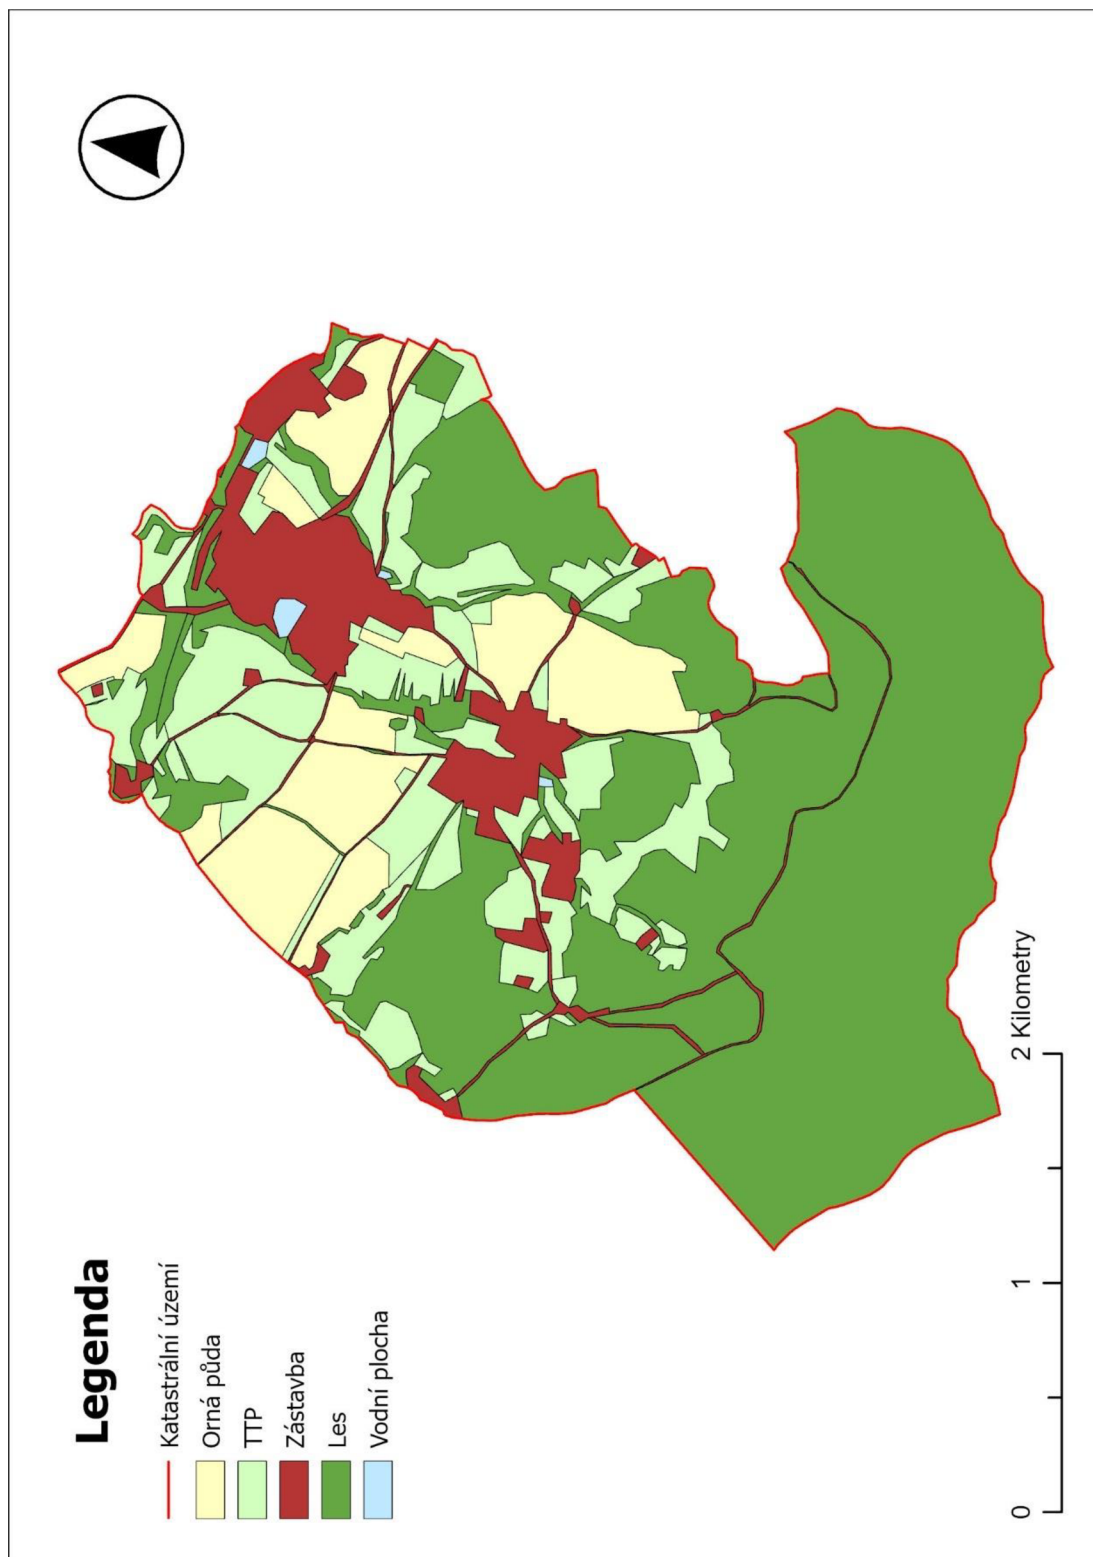 Legenda
Katastrální území
Orná půda
TTP
Zástavba
Les
Vodní plocha
0 1 2 Kilometry